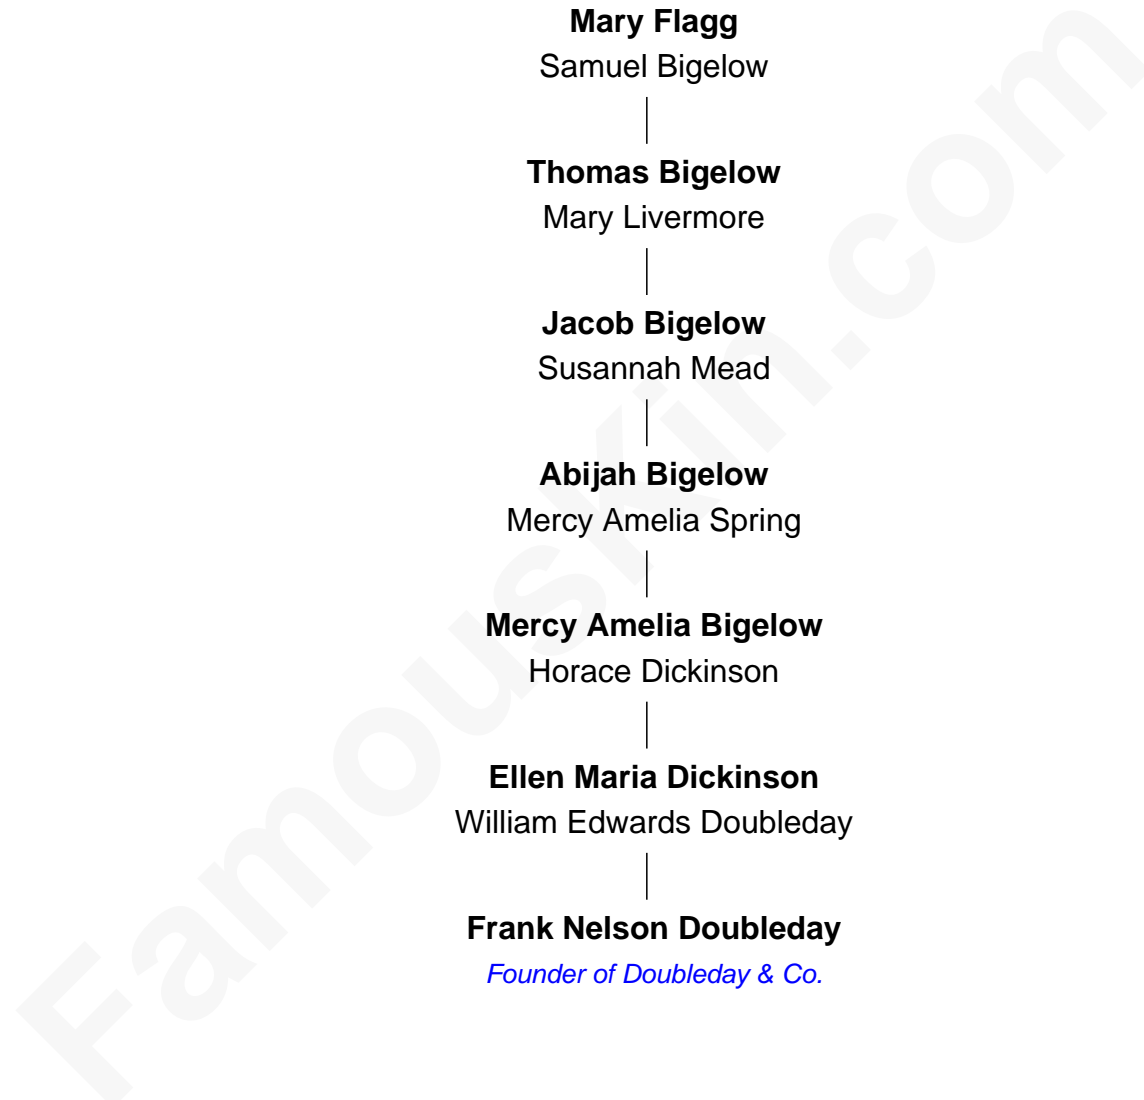 Mary Flagg
Samuel Bigelow
Thomas Bigelow
Mary Livermore
Jacob Bigelow
Susannah Mead
Abijah Bigelow
Mercy Amelia Spring
Mercy Amelia Bigelow
Horace Dickinson
Ellen Maria Dickinson
William Edwards Doubleday
Frank Nelson Doubleday
Founder of Doubleday & Co.
FamousKin.com